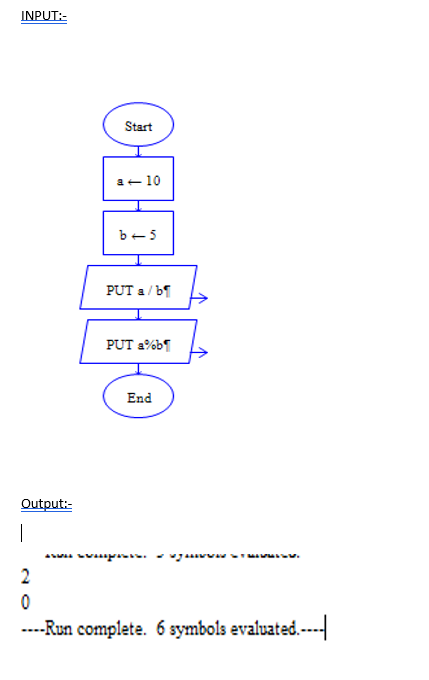 INPUT:-
Start
a ← 10
b ← 5
PUT a / b¶
PUT a%b¶
End
Output:-
2
0
----Run complete. 6 symbols evaluated.----